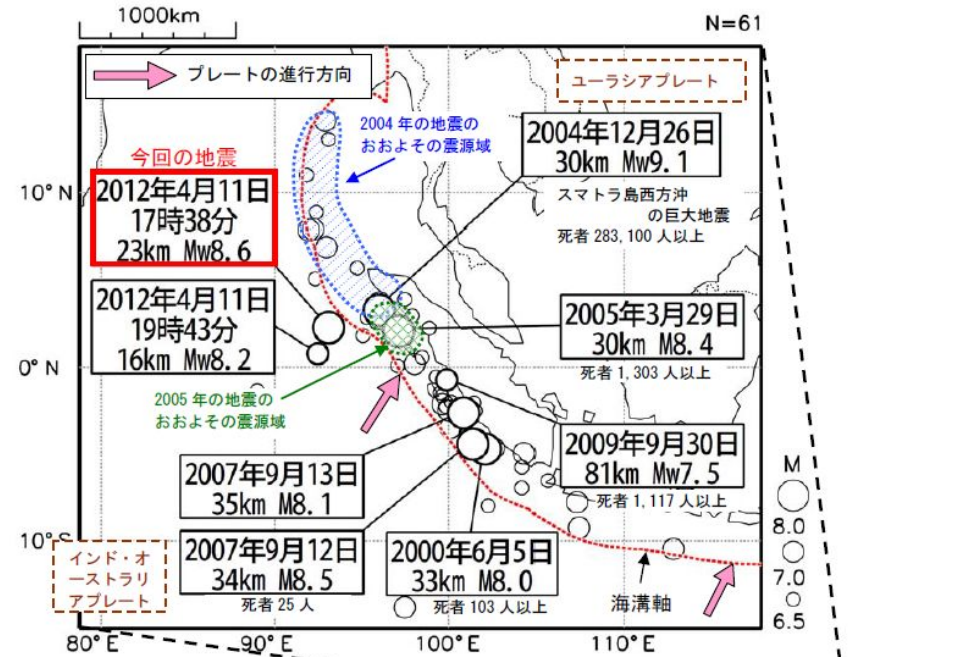 1000km
N=61
プレートの進行方向
ユーラシアプレート
2004年の地震の
おおよその震源域
2004年12月26日
30km Mw9.1
スマトラ島西方沖
の巨大地震
死者 283,100 人以上
今回の地震
2012年4月11日
17時38分
23km Mw8.6
10°N
2012年4月11日
19時43分
16km Mw8.2
2005年3月29日
30km M8.4
死者 1,303 人以上
0°N
2005年の地震の
おおよその震源域
2009年9月30日
81km Mw7.5
死者 1,117 人以上
2007年9月13日
35km M8.1
2007年9月12日
34km M8.5
死者 25 人
2000年6月5日
33km M8.0
死者 103 人以上
10°S
インド・オ
ーストラリ
アプレート
海溝軸
M
8.0
7.0
6.5
80°E
90°E
100°E
110°E